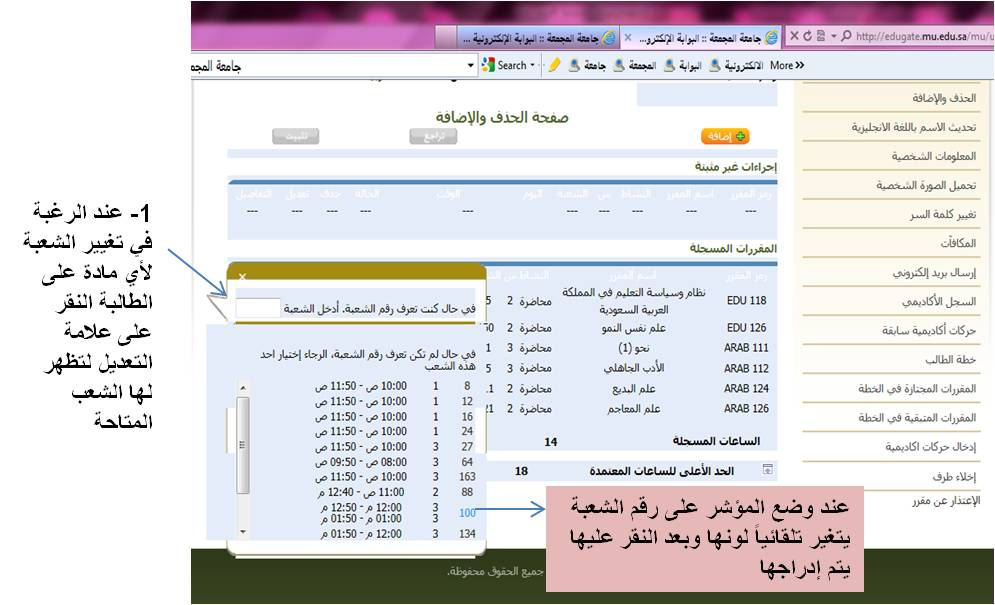 http://edugate.mu.edu.sa/mu/u
جامعة المجمعة :: البوابة الإلكترو...
جامعة المجمعة :: البوابة الإلكترونية ...
More
الالكترونية
البوابة
المجمعة
جامعة
Search
جامعة المجم
الحذف والإضافة
تحديث الاسم باللغة الانجليزية
المعلومات الشخصية
تحميل الصورة الشخصية
تغيير كلمة السر
المكافآت
إرسال بريد إلكتروني
السجل الأكاديمي
حركات أكاديمية سابقة
خطة الطالب
المقررات المجتازة في الخطة
المقررات المتبقية في الخطة
إدخال حركات اكاديمية
إخلاء طرف
الإعتذار عن مقرر
صفحة الحذف والإضافة
إضافة
تراجع
تثبيت
إجراءات غير مثبتة
رمز المقرر اسم المقرر النشاط س الشعبة اليوم الوقت الحالة حذف تعديل التفاصيل
--- --- --- --- --- --- --- --- --- --- ---
المقررات المسجلة
رمز المقرر اسم المقرر النشاط س
EDU 118 نظام وسياسة التعليم في المملكة العربية السعودية محاضرة 2
EDU 126 علم نفس النمو محاضرة 2
ARAB 111 نحو (1) محاضرة 3
ARAB 112 الأدب الجاهلي محاضرة 3
ARAB 124 علم البديع محاضرة 2
ARAB 126 علم المعاجم محاضرة 2
الساعات المسجلة 14
الحد الأعلى للساعات المعتمدة 18
في حال كنت تعرف رقم الشعبة. أدخل الشعبة
في حال لم تكن تعرف رقم الشعبة، الرجاء إختيار احد
هذه الشعب
8 1 10:00 ص - 11:50 ص
12 1 10:00 ص - 11:50 ص
16 1 10:00 ص - 11:50 ص
24 1 10:00 ص - 11:50 ص
27 3 10:00 ص - 11:50 ص
64 3 08:00 ص - 09:50 ص
163 3 10:00 ص - 11:50 ص
88 2 11:00 ص - 12:40 م
100 3 12:00 م - 12:50 م
3 01:00 م - 01:50 م
134 3 12:00 م - 01:50 م
جميع الحقوق محفوظة.
1- عند الرغبة
في تغيير الشعبة
لأي مادة على
الطالبة النقر
على علامة
التعديل لتظهر
لها الشعب
المتاحة
عند وضع المؤشر على رقم الشعبة
يتغير تلقائياً لونها وبعد النقر عليها
يتم إدراجها